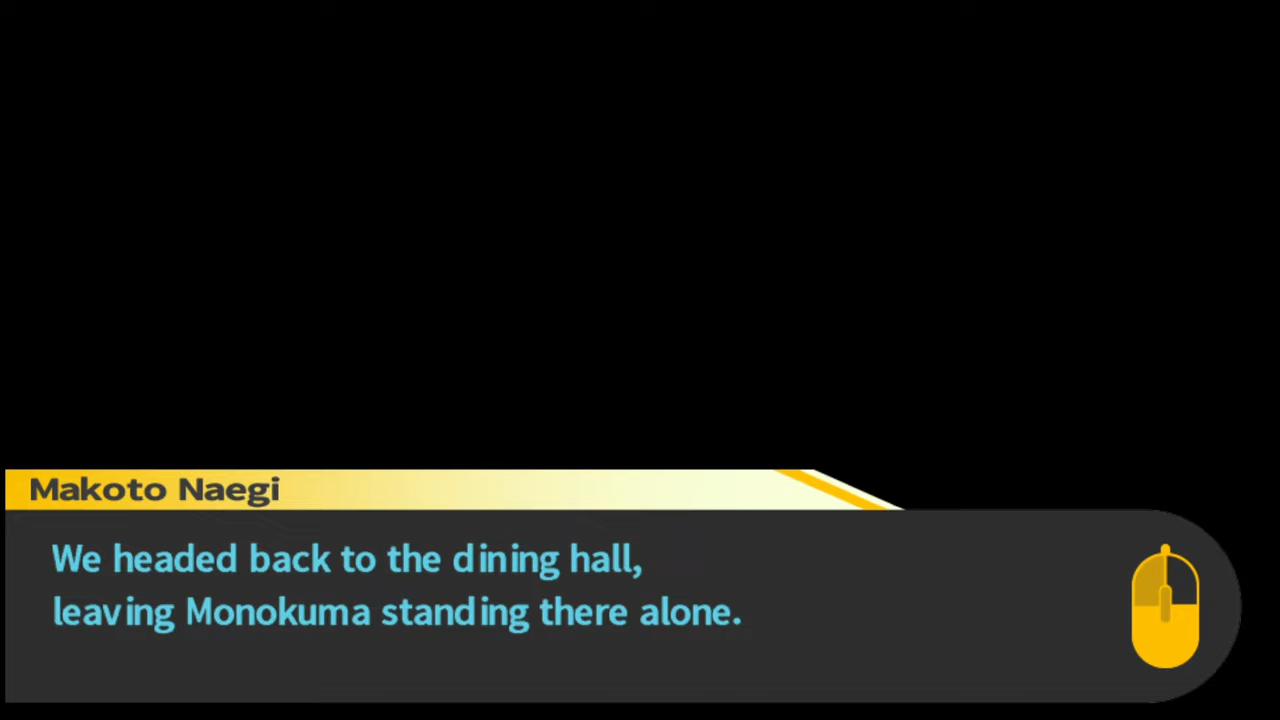 Makoto Naegi
We headed back to the dining hall,
leaving Monokuma standing there alone.